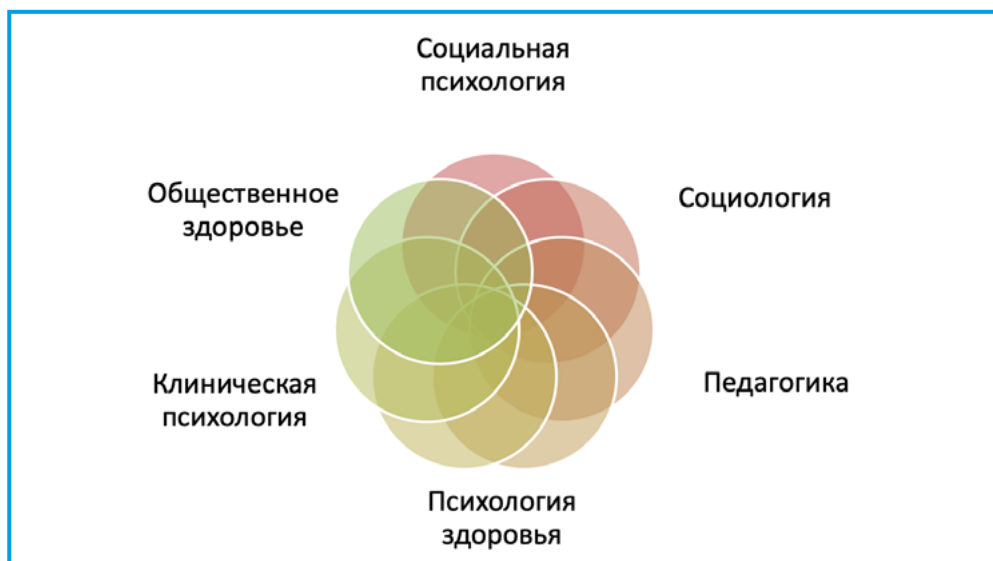 Социальная
психология
Общественное
здоровье
Социология
Клиническая
психология
Педагогика
Психология
здоровья